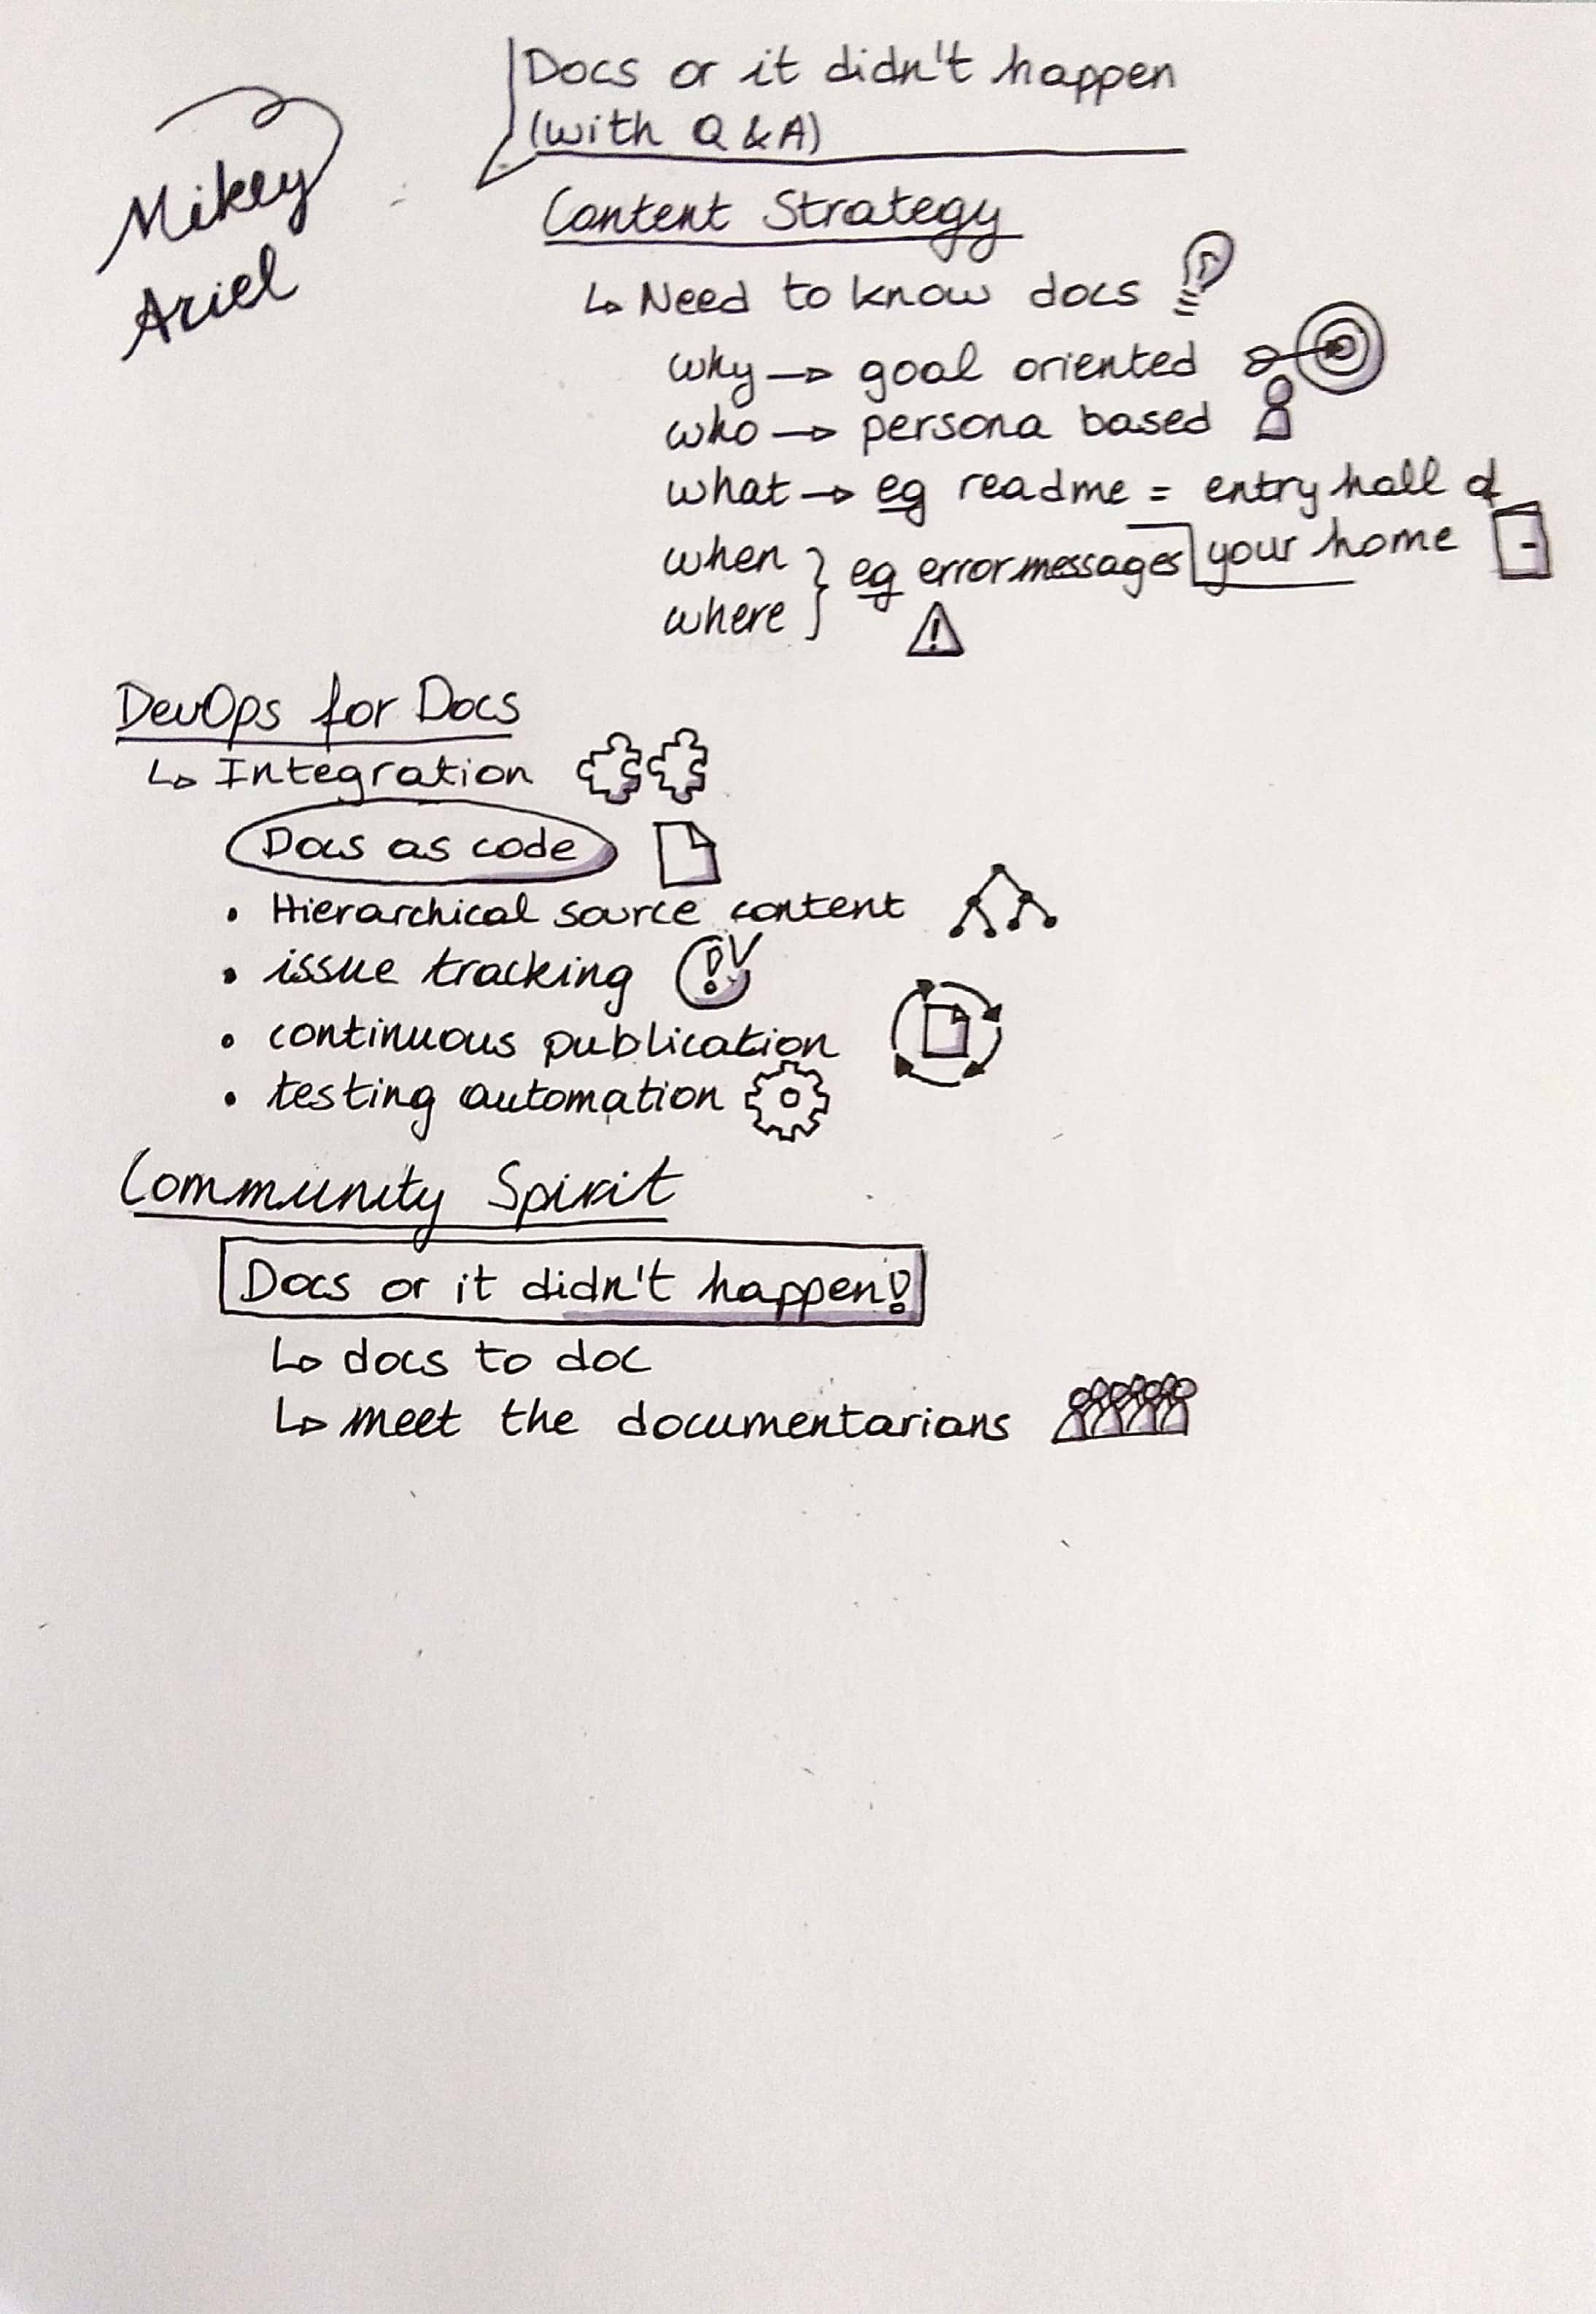 Docs or it didn't happen
(with Q & A)
Mikey
Ariel
Content Strategy
↳ Need to know docs
why → goal oriented
who → persona based
what → eg readme = entry hall of
your home
when } eg error messages
where
DevOps for Docs
↳ Integration
Docs as code
• Hierarchical source content
• issue tracking
• continuous publication
• testing automation
Community Spirit
Docs or it didn't happen!
↳ docs to doc
↳ meet the documentarians